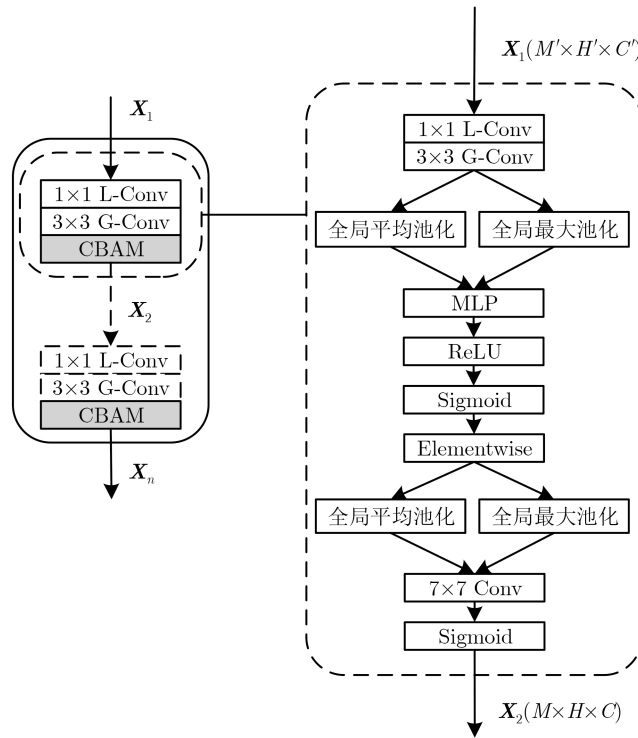 X₁
1×1 L-Conv
3×3 G-Conv
CBAM
X₂
1×1 L-Conv
3×3 G-Conv
CBAM
Xₙ
X₁(M′×H′×C′)
1×1 L-Conv
3×3 G-Conv
全局平均池化 全局最大池化
MLP
ReLU
Sigmoid
Elementwise
全局平均池化 全局最大池化
7×7 Conv
Sigmoid
X₂(M×H×C)